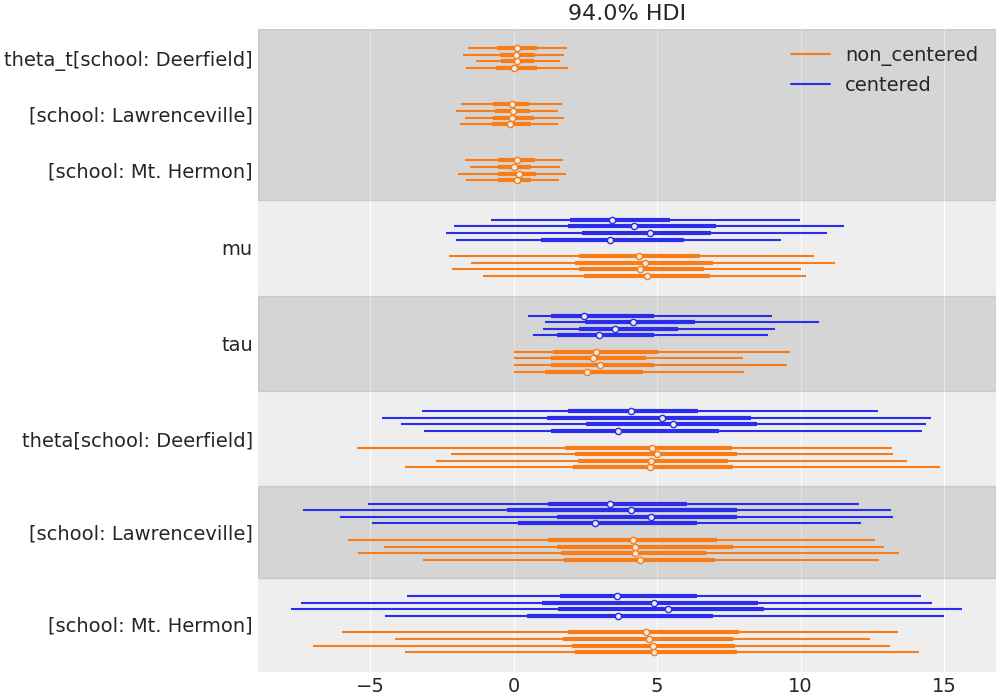 94.0% HDI
theta_t[school: Deerfield]
[school: Lawrenceville]
[school: Mt. Hermon]
mu
tau
theta[school: Deerfield]
[school: Lawrenceville]
[school: Mt. Hermon]
non_centered
centered
−5 0 5 10 15